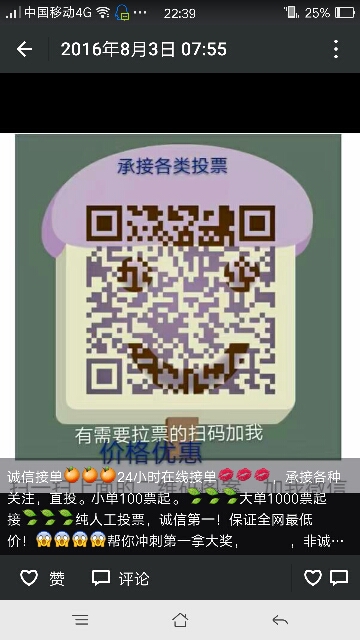 中国移动4G ··· 22:39 25%
2016年8月3日 07:55
承接各类投票
有需要拉票的扫码加我
价格优惠
诚信接单🍊🍊🍊24小时在线接单💋💋💋 承接各种
关注，直投。小单100票起。🌿🌿🌿大单1000票起
接🌿🌿🌿纯人工投票，诚信第一！保证全网最低
价！😱😱😱😱帮你冲刺第一拿大奖， ，非诚…
赞 评论